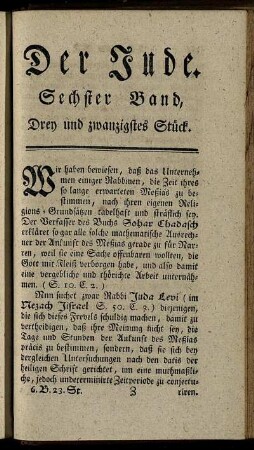 Der Jude.
Sechster Band,
Drey und zwanzigstes Stück.
Wir haben bewiesen, daß das Unterneh-
men einiger Rabbinen, die Zeit ihres
so lange erwarteten Meßias zu be-
stimmen, nach ihren eigenen Reli-
gions-Grundsätzen tadelhaft und sträflich sey.
Der Verfasser des Buchs Sohar Chadasch
erkläret sogar alle solche mathematische Ausrech-
ner der Ankunft des Meßias gerade zu für Nar-
ren, weil sie eine Sache offenbaren wollten, die
Gott mit Fleiß verborgen habe, und also damit
eine vergebliche und thörichte Arbeit unternäh-
men. ( S. 10. C. 2. )
Nun suchet zwar Rabbi Juda Levi ( im
Nezach Jisrael S. 50. C. 3. ) diejenigen,
die sich dieses Frevels schuldig machen, damit zu
vertheidigen, daß ihre Meinung nicht sey, die
Tage und Stunden der Ankunft des Meßias
präcis zu bestimmen, sondern, daß sie sich bey
dergleichen Untersuchungen nach den datis der
heiligen Schrift gerichtet, um eine muthmaßli-
che, jedoch undeterminirte Zeitperiode zu conjectu-
6. B. 23. St. Z riren.